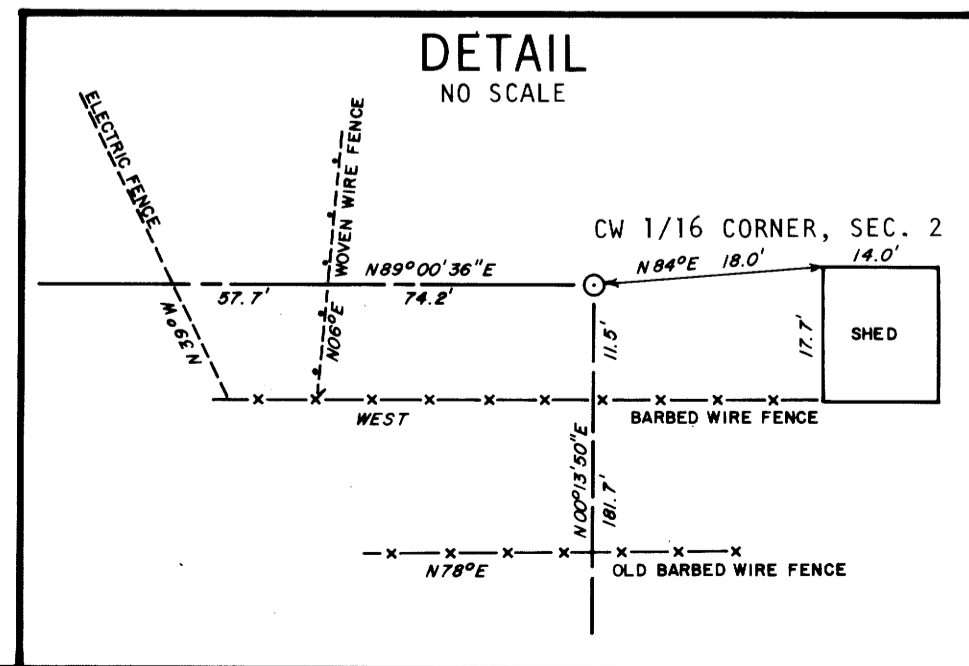 DETAIL
NO SCALE
ELECTRIC FENCE
WOVEN WIRE FENCE
CW 1/16 CORNER, SEC. 2
N84°E 18.0'
14.0'
N89°00'36"E
57.7'
74.2'
N39°W
N06°E
11.5'
17.7'
SHED
WEST
BARBED WIRE FENCE
N00°13'50"E
181.7'
N78°E
OLD BARBED WIRE FENCE